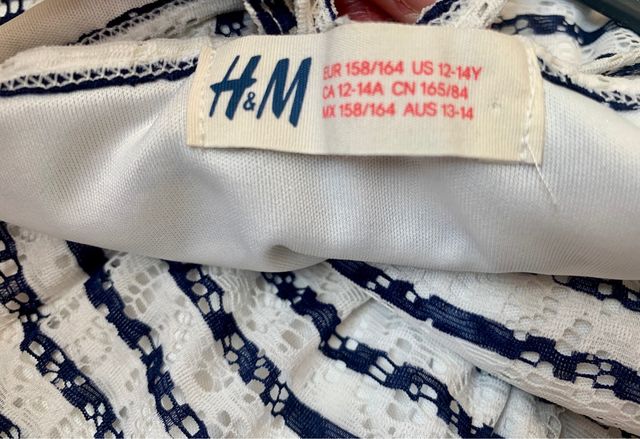 H&M
EUR 158/164 US 12-14Y
CA 12-14A CN 165/84
MX 158/164 AUS 13-14